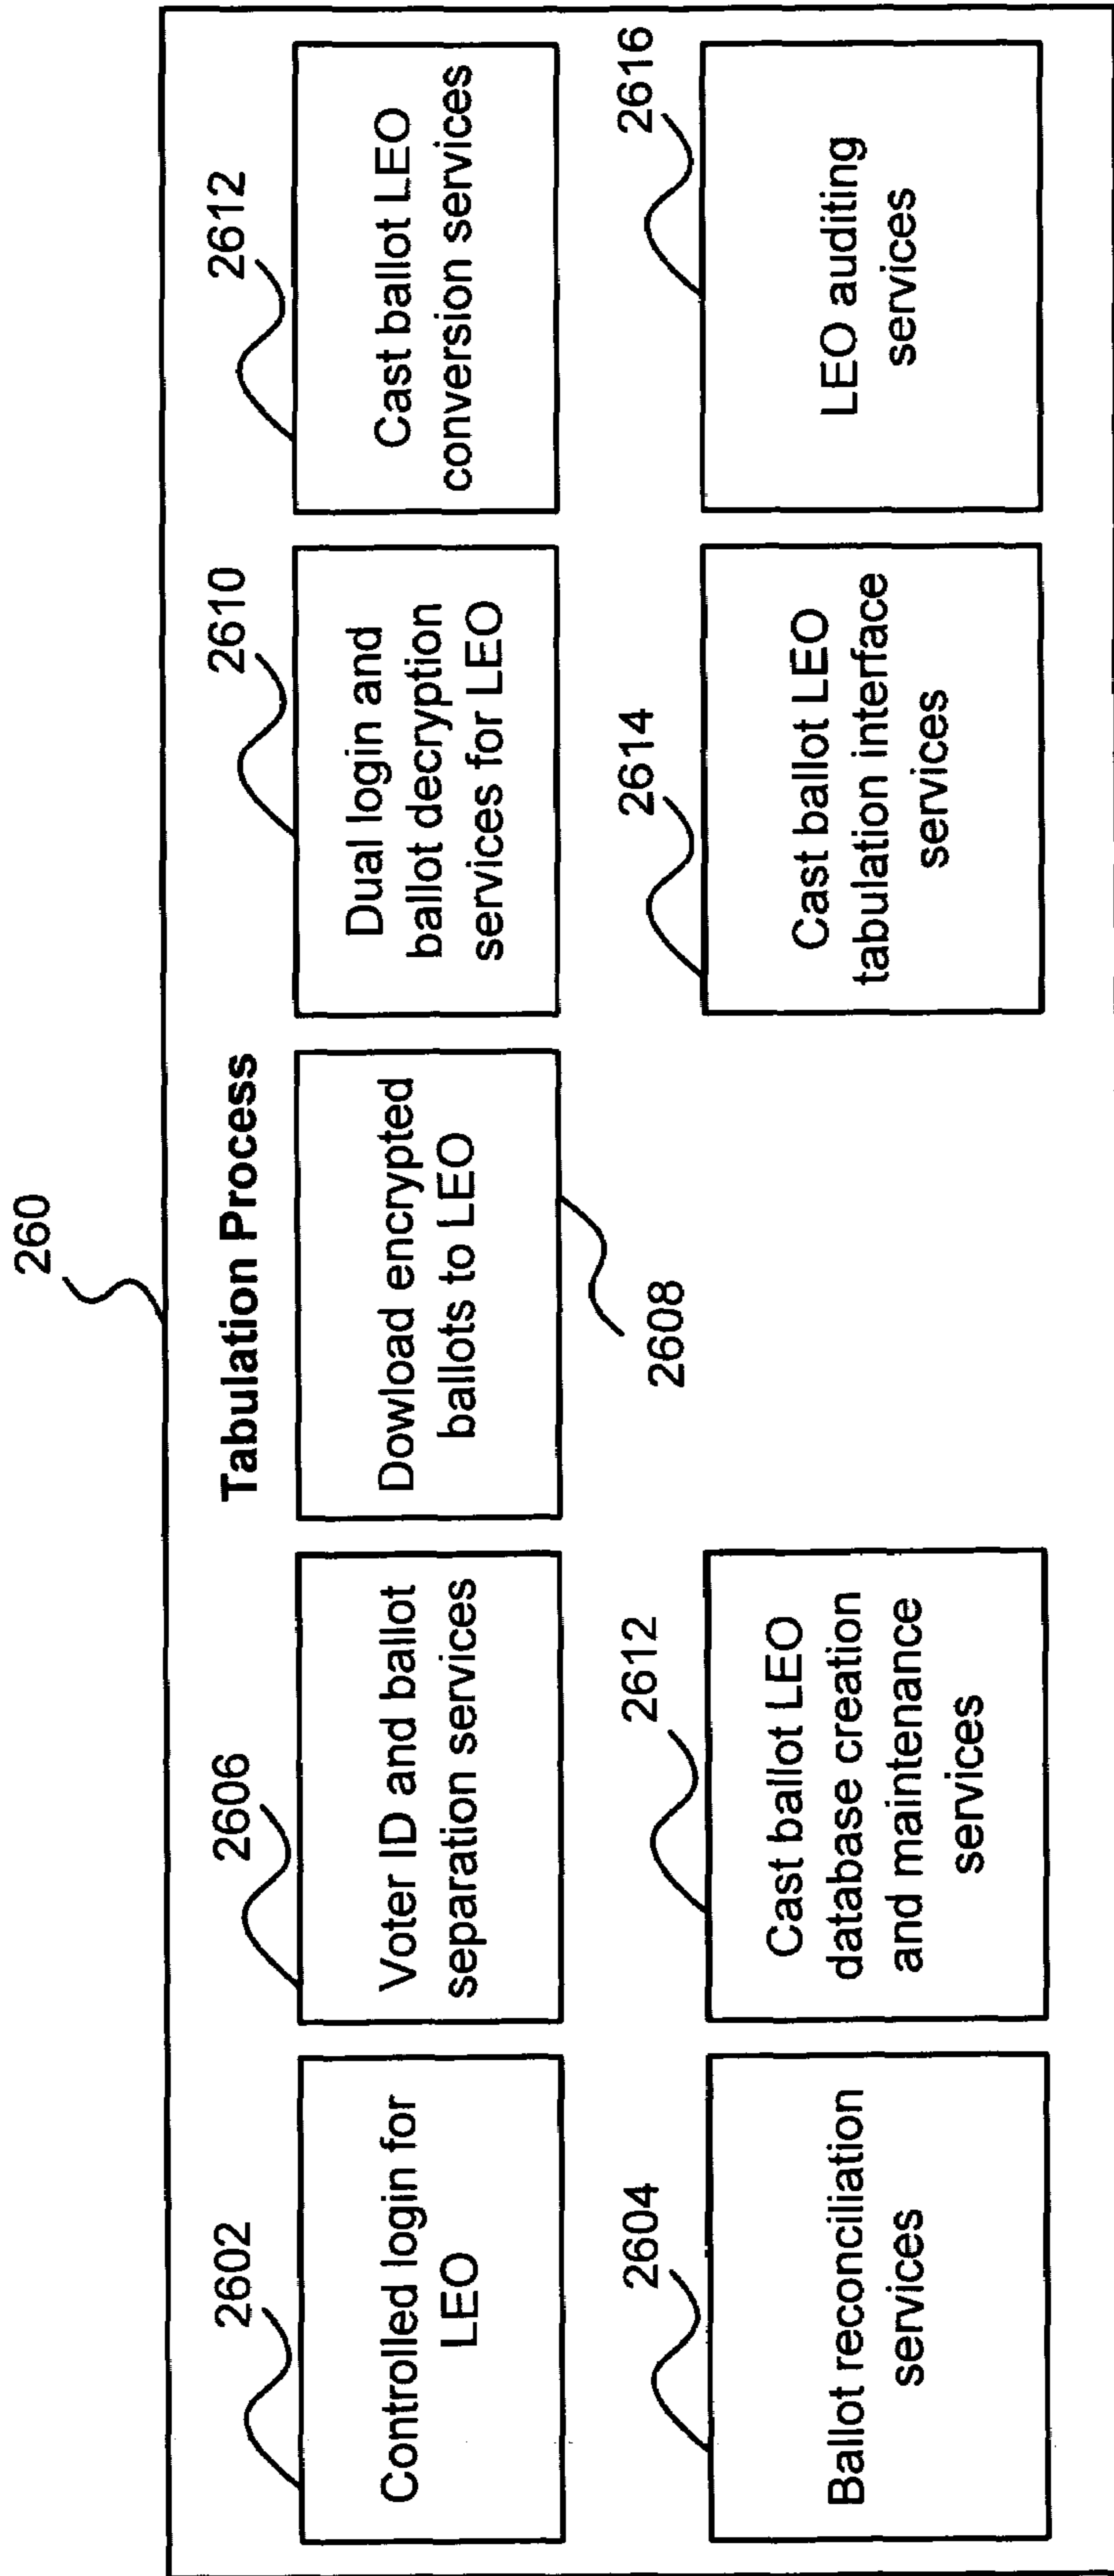 260
Tabulation Process
2602
Controlled login for
LEO
2606
Voter ID and ballot
separation services
Dowload encrypted
ballots to LEO
2608
2610
Dual login and
ballot decryption
services for LEO
2612
Cast ballot LEO
conversion services
2604
Ballot reconciliation
services
2612
Cast ballot LEO
database creation
and maintenance
services
2614
Cast ballot LEO
tabulation interface
services
2616
LEO auditing
services